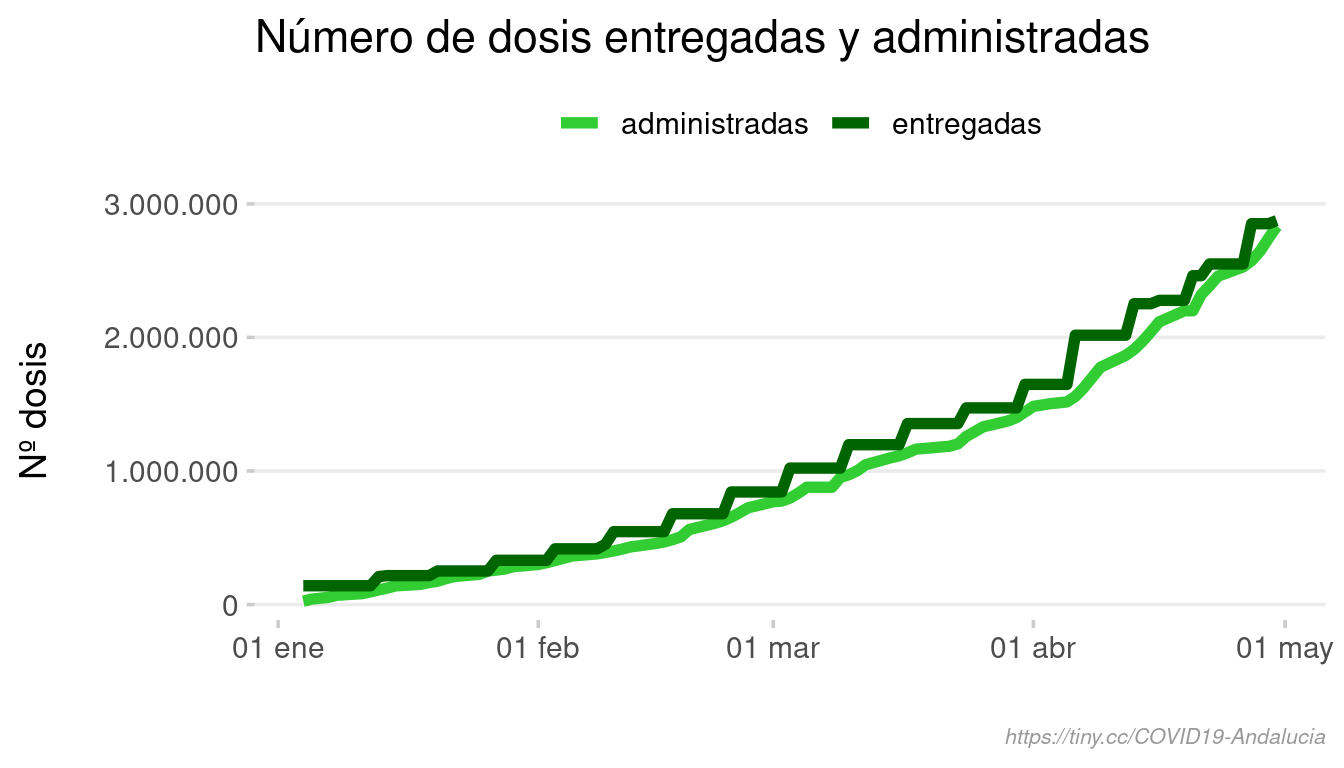 Número de dosis entregadas y administradas
administradas entregadas
3.000.000
2.000.000
1.000.000
0
Nº dosis
01 ene 01 feb 01 mar 01 abr 01 may
https://tiny.cc/COVID19-Andalucia